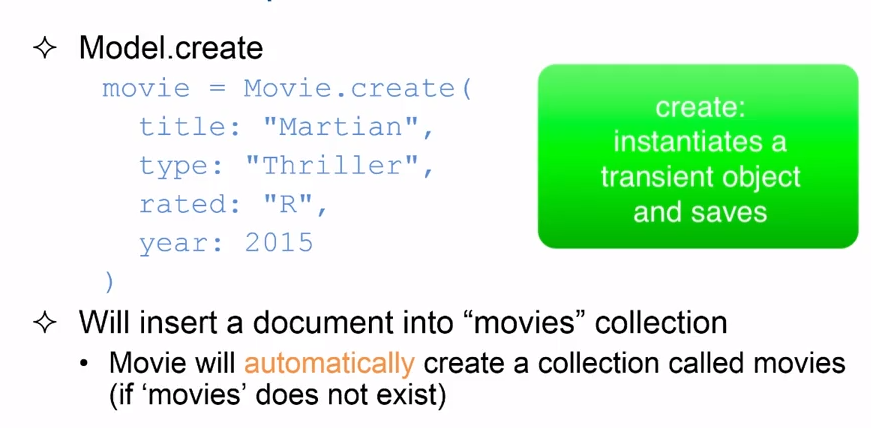 ✧ Model.create
movie = Movie.create(
title: "Martian",
type: "Thriller",
rated: "R",
year: 2015
)
create:
instantiates a
transient object
and saves
✧ Will insert a document into “movies” collection
• Movie will automatically create a collection called movies
(if ‘movies’ does not exist)